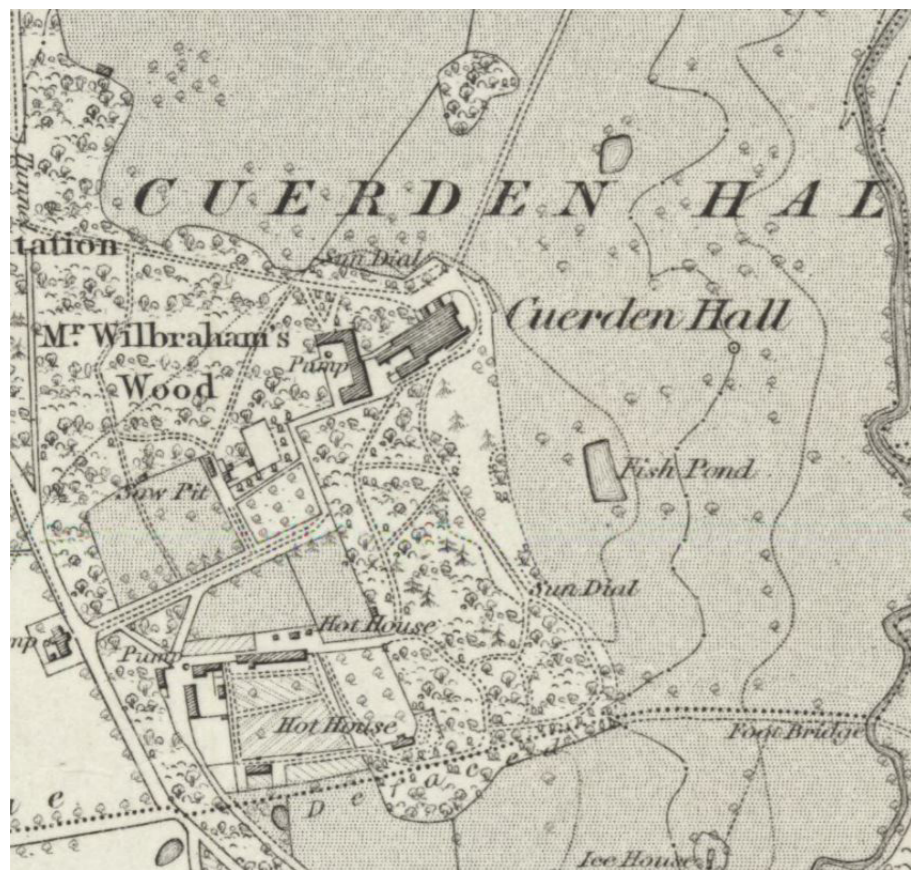 CUERDEN HAL
tation
Sun Dial
Cuerden Hall
Mr. Wilbraham's
Wood
Pump
Fish Pond
Saw Pit
Sun Dial
Hot House
mp
Pump
Hot House
Foot Bridge
a c e
D e f a c e d
Ice House